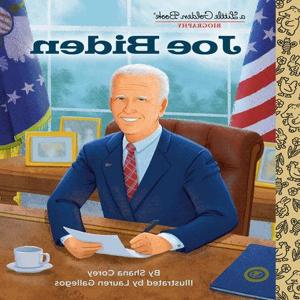 a Little Golden Book®
BIOGRAPHY
Joe Biden
By Shana Corey
Illustrated by Lauren Gallegos